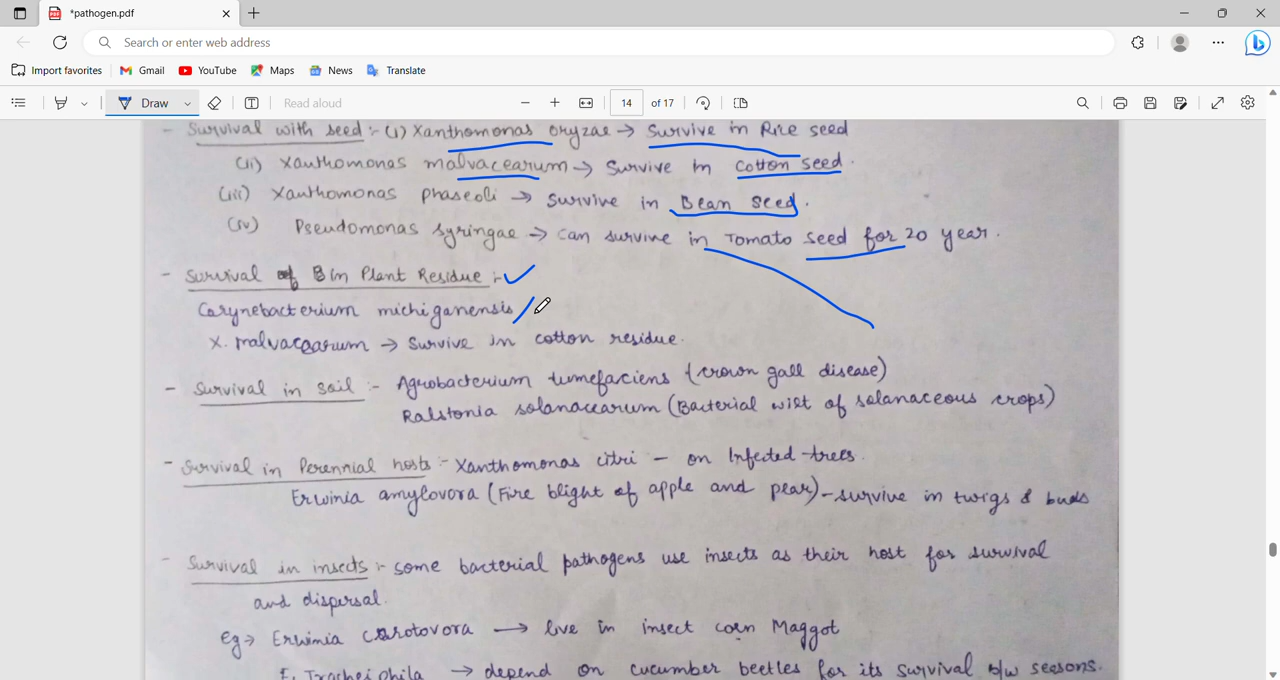 *pathogen.pdf
Search or enter web address
Import favorites Gmail YouTube Maps News Translate
Draw Read aloud 14 of 17
- Survival with seed :- (i) Xanthomonas oryzae → Survive in Rice seed
(ii) Xanthomonas malvacearum → Survive in cotton seed.
(iii) Xanthomonas phaseoli → Survive in Bean seed.
(iv) Pseudomonas syringae → can survive in Tomato seed for 20 year.
- Survival in Plant Residue :-
Corynebacterium michiganensis
X. malvacearum → Survive in cotton residue.
- Survival in soil :- Agrobacterium tumefaciens (crown gall disease)
Ralstonia solanacearum (Bacterial wilt of solanaceous crops)
- Survival in Perennial hosts :- Xanthomonas citri - on Infected trees.
Erwinia amylovora (Fire blight of apple and pear) - survive in twigs & buds
- Survival in insects :- some bacterial pathogens use insects as their host for survival
and dispersal.
eg → Erwinia carotovora → live in insect corn Maggot
E. Tracheiphila → depend on cucumber beetles for its survival b/w seasons.